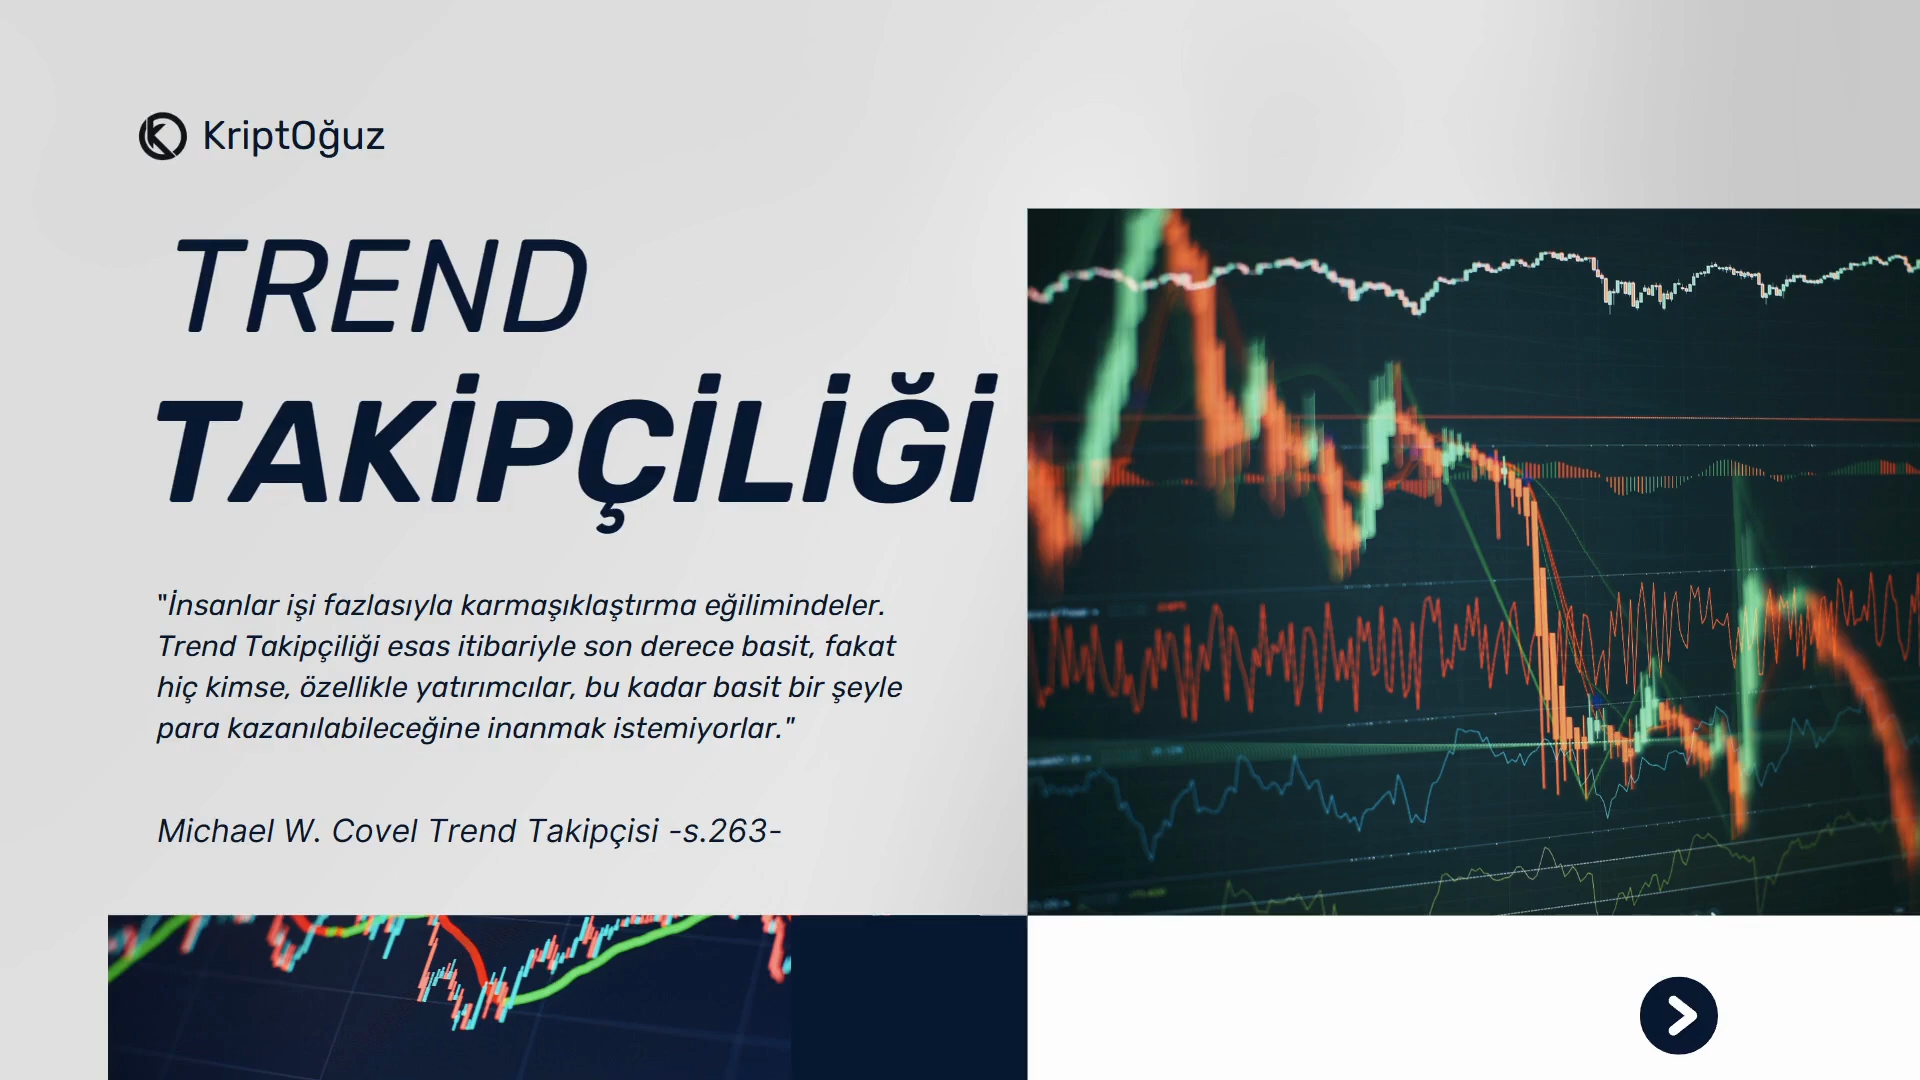 KriptOğuz
TREND
TAKİPÇİLİĞİ
"İnsanlar işi fazlasıyla karmaşıklaştırma eğilimindeler.
Trend Takipçiliği esas itibariyle son derece basit, fakat
hiç kimse, özellikle yatırımcılar, bu kadar basit bir şeyle
para kazanılabileceğine inanmak istemiyorlar."
Michael W. Covel Trend Takipçisi -s.263-